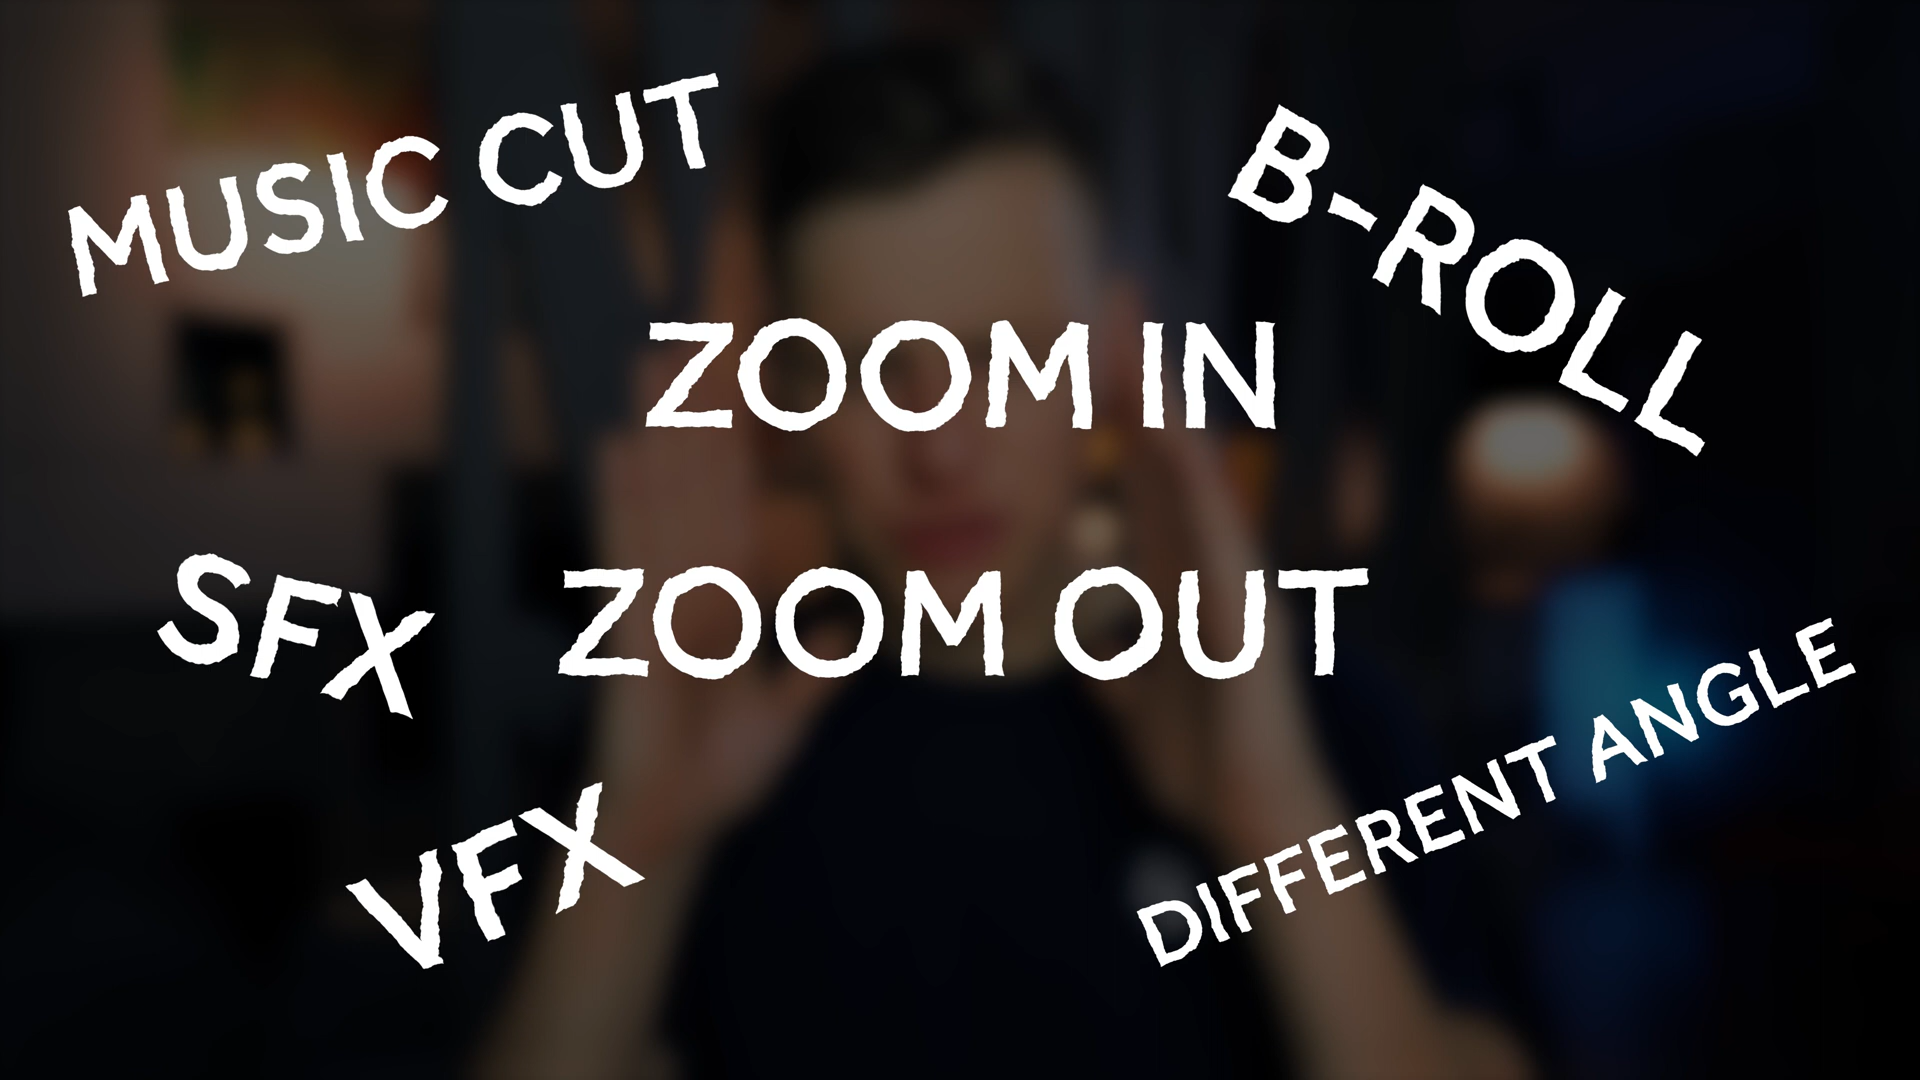 MUSIC CUT
B-ROLL
ZOOM IN
SFX
ZOOM OUT
DIFFERENT ANGLE
VFX